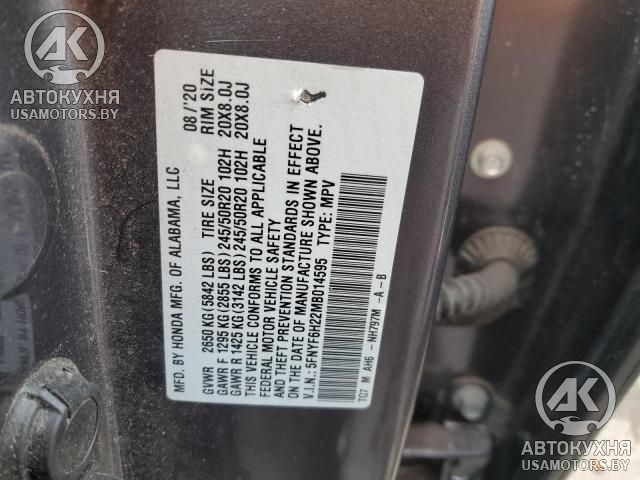 MFD. BY HONDA MFG. OF ALABAMA, LLC 08/'20
GVWR 2650 KG (5842 LBS) TIRE SIZE RIM SIZE
GAWR F 1295 KG (2855 LBS) 245/50R20 102H 20X8.0J
GAWR R 1425 KG (3142 LBS) 245/50R20 102H 20X8.0J
THIS VEHICLE CONFORMS TO ALL APPLICABLE
FEDERAL MOTOR VEHICLE SAFETY
AND THEFT PREVENTION STANDARDS IN EFFECT
ON THE DATE OF MANUFACTURE SHOWN ABOVE.
V.I.N.: 5FNYF6H22MB014595 TYPE: MPV
TG7 M AH6 -NH797M -A -B
AK
АВТОКУХНЯ
USAMOTORS.BY
AK
АВТОКУХНЯ
USAMOTORS.BY